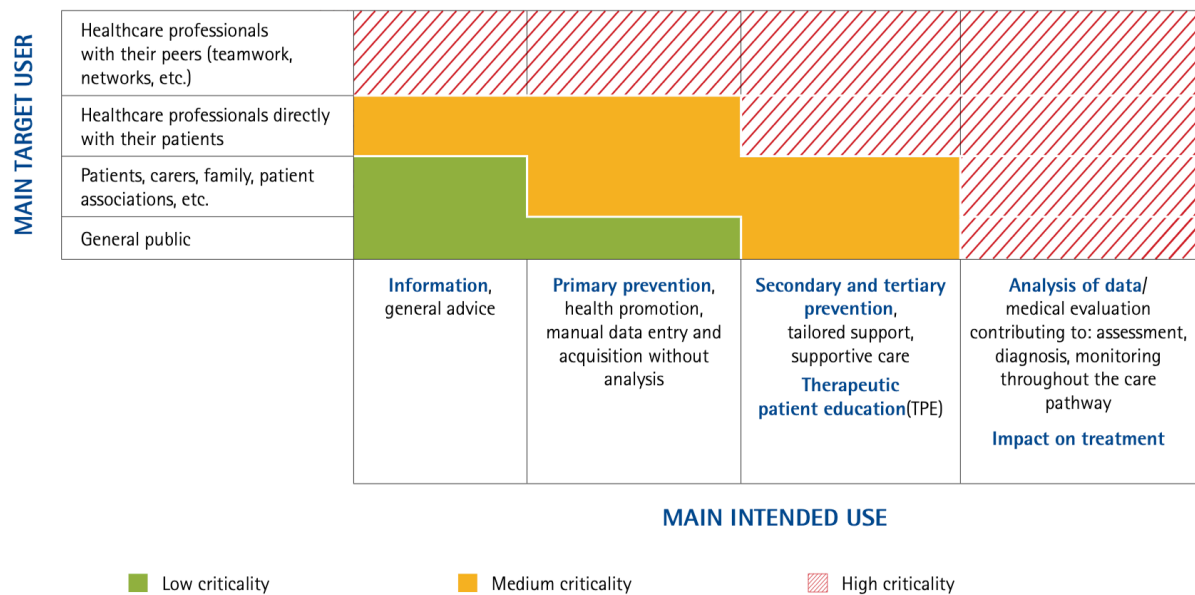 MAIN TARGET USER
Healthcare professionals
with their peers (teamwork,
networks, etc.)
Healthcare professionals directly
with their patients
Patients, carers, family, patient
associations, etc.
General public
Information,
general advice
Primary prevention,
health promotion,
manual data entry and
acquisition without
analysis
Secondary and tertiary
prevention,
tailored support,
supportive care
Therapeutic
patient education(TPE)
Analysis of data/
medical evaluation
contributing to: assessment,
diagnosis, monitoring
throughout the care
pathway
Impact on treatment
MAIN INTENDED USE
Low criticality
Medium criticality
High criticality